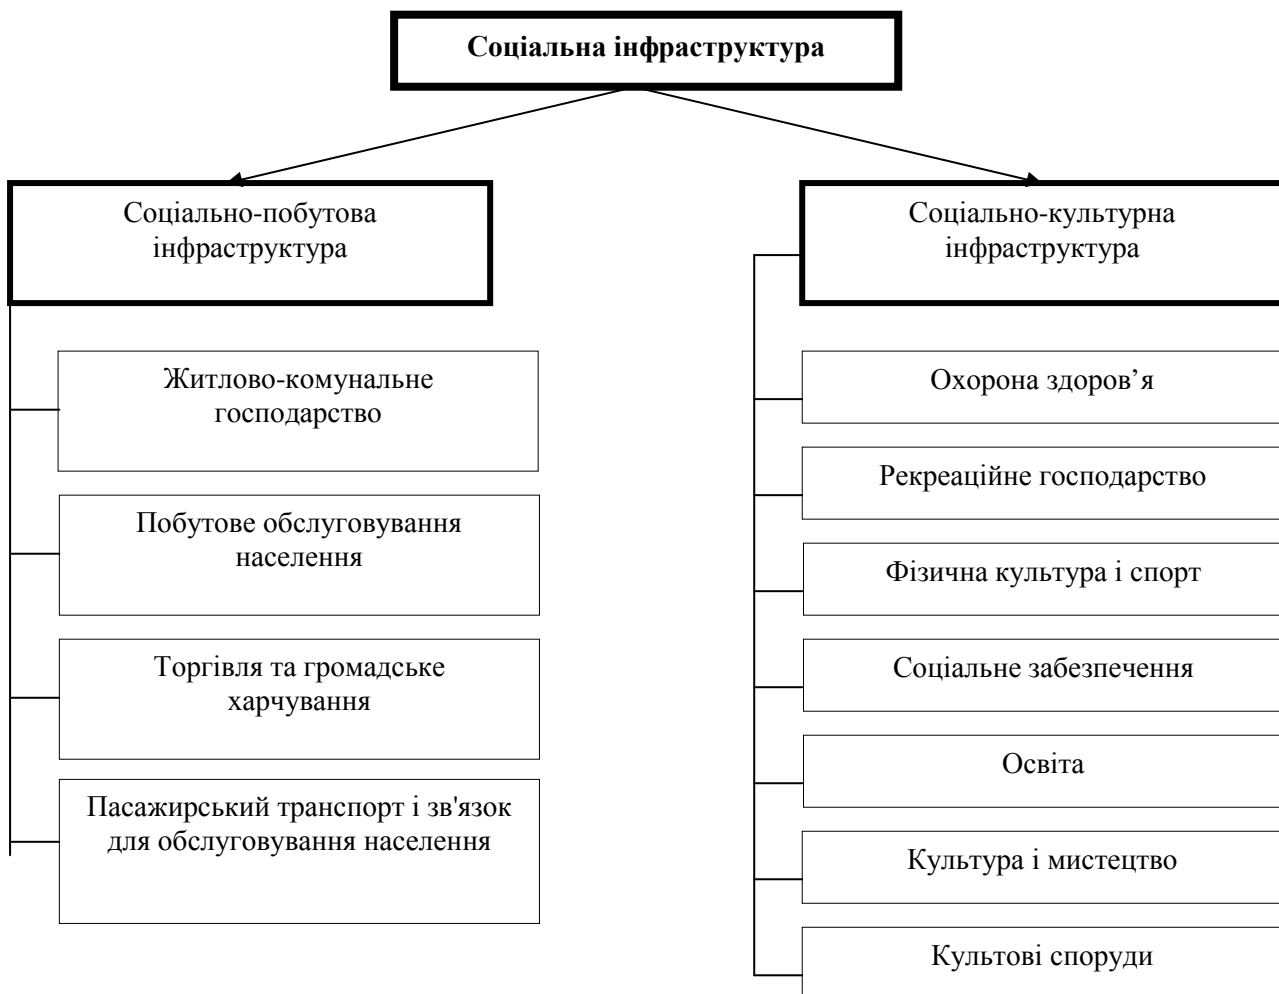 Соціальна інфраструктура
Соціально-побутова
інфраструктура
Житлово-комунальне
господарство
Побутове обслуговування
населення
Торгівля та громадське
харчування
Пасажирський транспорт і зв'язок
для обслуговування населення
Соціально-культурна
інфраструктура
Охорона здоров’я
Рекреаційне господарство
Фізична культура і спорт
Соціальне забезпечення
Освіта
Культура і мистецтво
Культові споруди